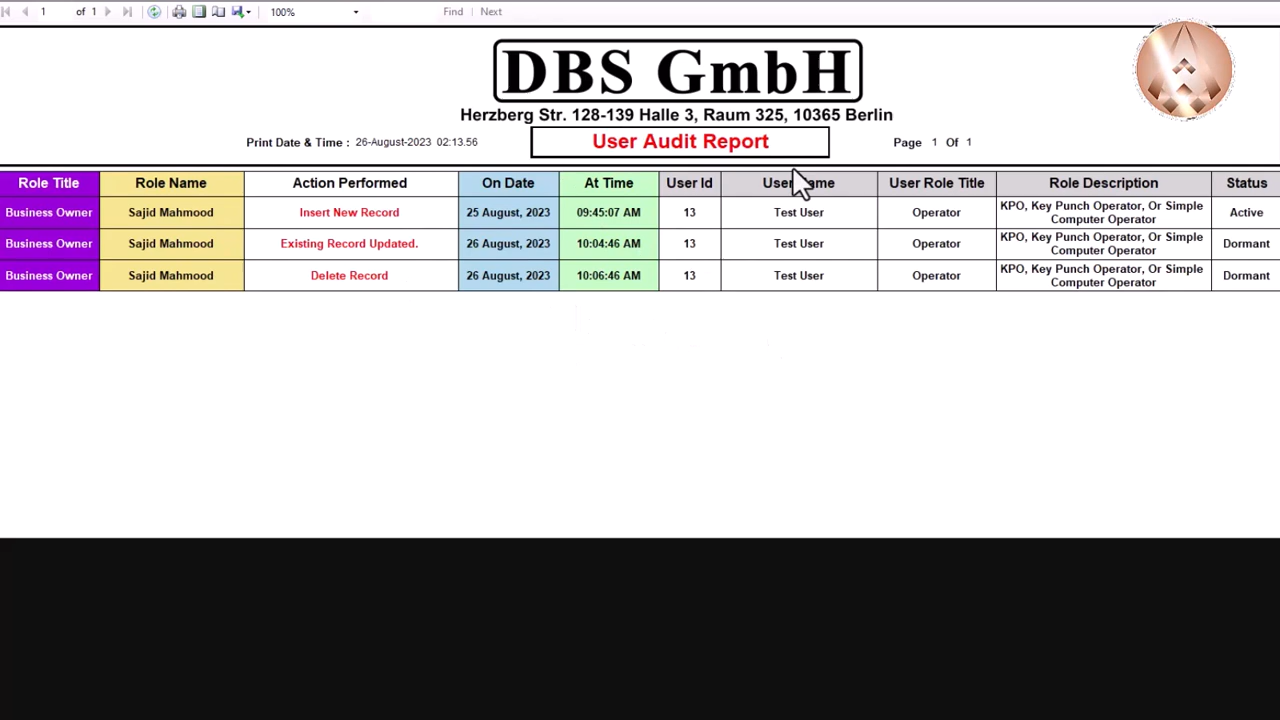 1 of 1 100% Find Next
DBS GmbH
Herzberg Str. 128-139 Halle 3, Raum 325, 10365 Berlin
Print Date & Time : 26-August-2023 02:13.56 User Audit Report Page 1 Of 1
Role Title Role Name Action Performed On Date At Time User Id User Name User Role Title Role Description Status
Business Owner Sajid Mahmood Insert New Record 25 August, 2023 09:45:07 AM 13 Test User Operator KPO, Key Punch Operator, Or Simple Active
Computer Operator
Business Owner Sajid Mahmood Existing Record Updated. 26 August, 2023 10:04:46 AM 13 Test User Operator KPO, Key Punch Operator, Or Simple Dormant
Computer Operator
Business Owner Sajid Mahmood Delete Record 26 August, 2023 10:06:46 AM 13 Test User Operator KPO, Key Punch Operator, Or Simple Dormant
Computer Operator